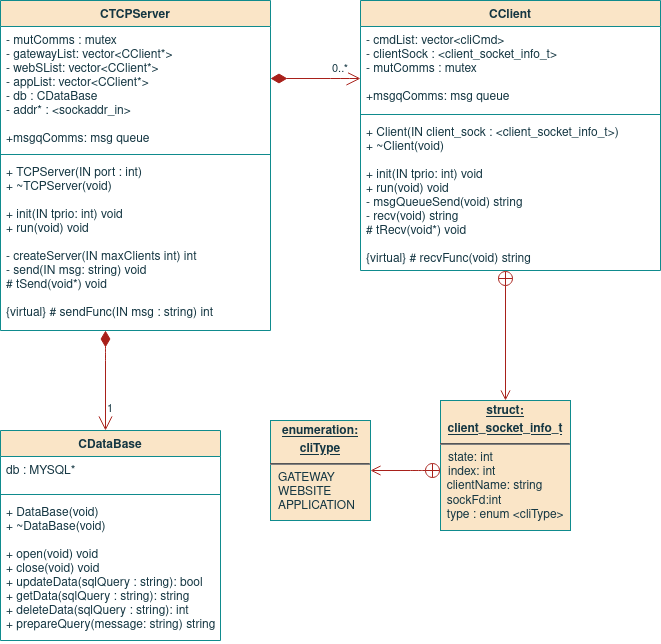 CTCPServer
- mutComms : mutex
- gatewayList: vector<CClient*>
- webSList: vector<CClient*>
- appList: vector<CClient*>
- db : CDataBase
- addr* : <sockaddr_in>
+msgqComms: msg queue
+ TCPServer(IN port : int)
+ ~TCPServer(void)
+ init(IN tprio: int) void
+ run(void) void
- createServer(IN maxClients int) int
- send(IN msg: string) void
# tSend(void*) void
{virtual} # sendFunc(IN msg : string) int
0..*
CClient
- cmdList: vector<cliCmd>
- clientSock : <client_socket_info_t>
- mutComms : mutex
+msgqComms: msg queue
+ Client(IN client_sock : <client_socket_info_t>)
+ ~Client(void)
+ init(IN tprio: int) void
+ run(void) void
- msgQueueSend(void) string
- recv(void) string
# tRecv(void*) void
{virtual} # recvFunc(void) string
1
CDataBase
db : MYSQL*
+ DataBase(void)
+ ~DataBase(void)
+ open(void) void
+ close(void) void
+ updateData(sqlQuery : string): bool
+ getData(sqlQuery : string): string
+ deleteData(sqlQuery : string): int
+ prepareQuery(message: string) string
enumeration:
cliType
GATEWAY
WEBSITE
APPLICATION
struct:
client_socket_info_t
state: int
index: int
clientName: string
sockFd:int
type : enum <cliType>